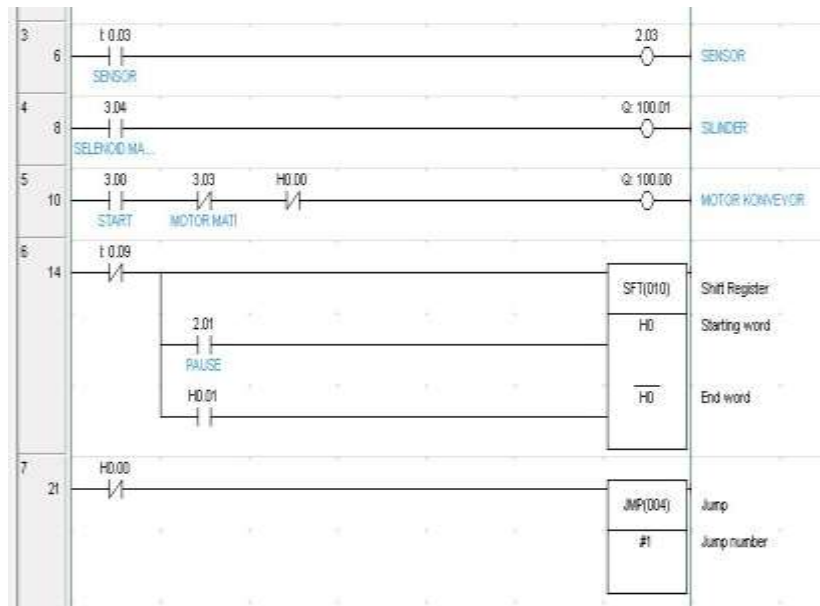 3 I: 0.03 2.03
6 SENSOR
SENSOR
4 3.04 Q: 100.01
8 SILINDER
SELENOID MA...
5 3.00 3.03 H0.00 Q: 100.00
10 MOTOR KONVEYOR
START MOTOR MATI
6 I: 0.09
14 SFT(010) Shift Register
2.01 H0 Starting word
PAUSE
H0.01 H0 End word
7 H0.00
21 JMP(004) Jump
#1 Jump number